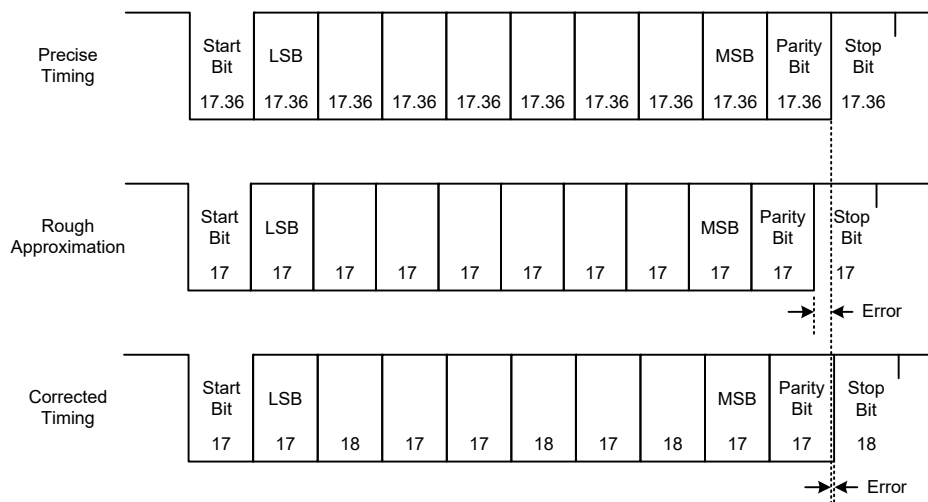 Precise
Timing
Start
Bit
LSB
MSB
Parity
Bit
Stop
Bit
17.36 17.36 17.36 17.36 17.36 17.36 17.36 17.36 17.36 17.36 17.36
Rough
Approximation
Start
Bit
LSB
MSB
Parity
Bit
Stop
Bit
17 17 17 17 17 17 17 17 17 17 17
Error
Corrected
Timing
Start
Bit
LSB
MSB
Parity
Bit
Stop
Bit
17 17 18 17 17 18 17 18 17 17 18
Error